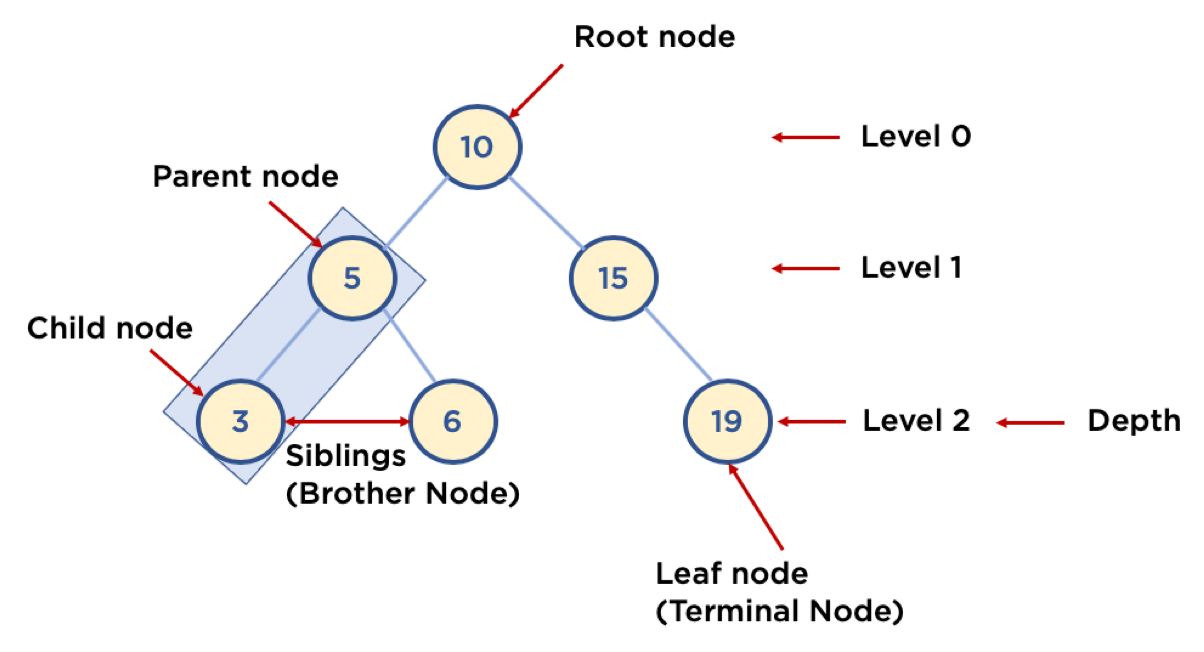 Root node
10
Level 0
Parent node
5
15
Level 1
Child node
3
6
19
Level 2
Depth
Siblings
(Brother Node)
Leaf node
(Terminal Node)